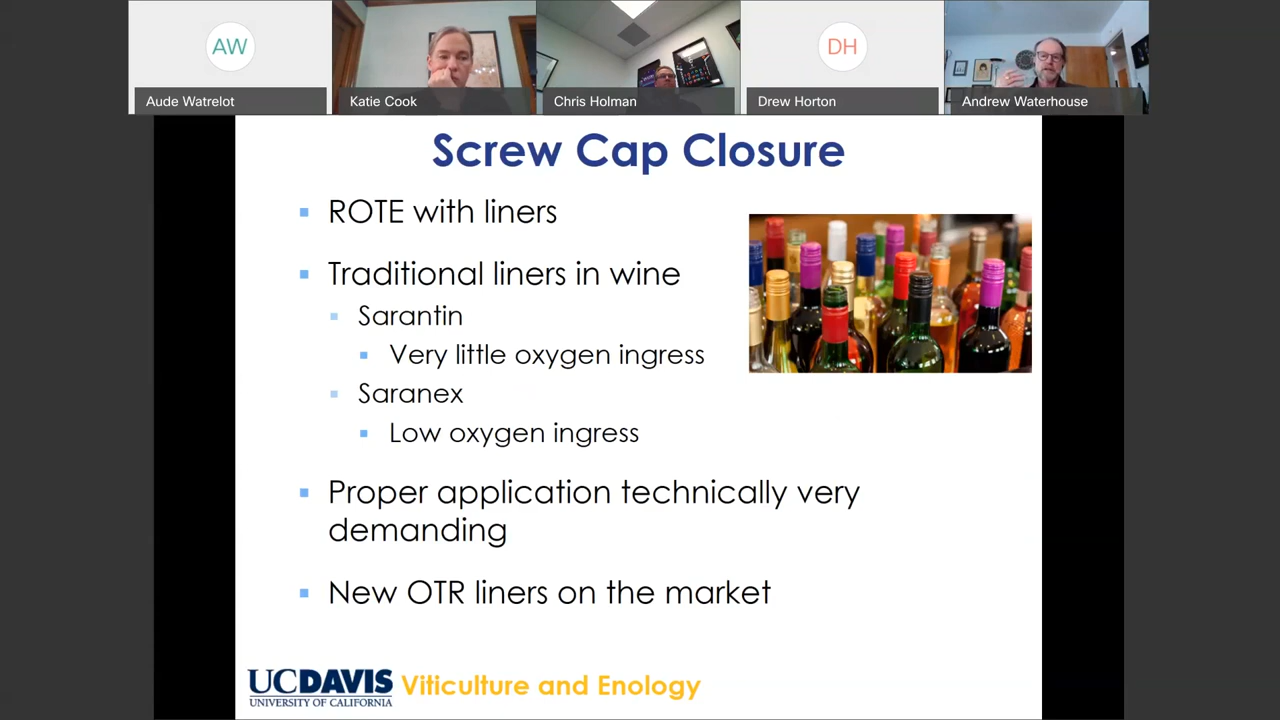 AW
DH
Aude Watrelot
Katie Cook
Chris Holman
Drew Horton
Andrew Waterhouse
Screw Cap Closure
ROTE with liners
Traditional liners in wine
Sarantin
Very little oxygen ingress
Saranex
Low oxygen ingress
Proper application technically very
demanding
New OTR liners on the market
UCDAVIS Viticulture and Enology
UNIVERSITY OF CALIFORNIA